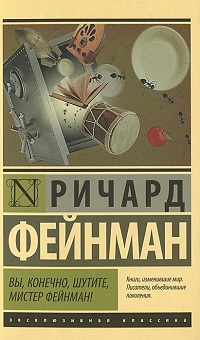 РИЧАРД
ФЕЙНМАН
ВЫ, КОНЕЧНО, ШУТИТЕ,
МИСТЕР ФЕЙНМАН!
Книги, изменившие мир.
Писатели, объединившие
поколения.
ЭКСКЛЮЗИВНАЯ КЛАССИКА